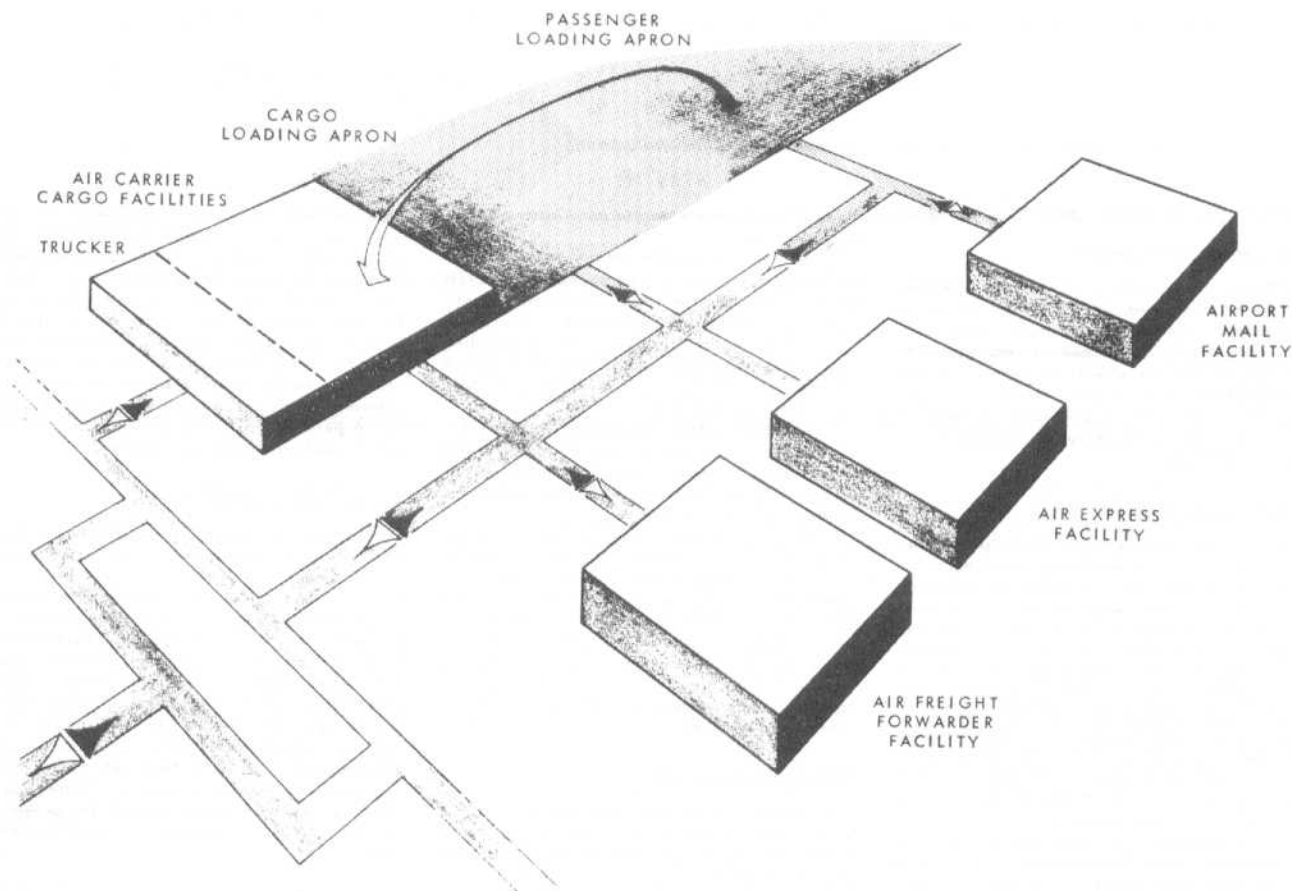 PASSENGER
LOADING APRON
CARGO
LOADING APRON
AIR CARRIER
CARGO FACILITIES
TRUCKER
AIRPORT
MAIL
FACILITY
AIR EXPRESS
FACILITY
AIR FREIGHT
FORWARDER
FACILITY